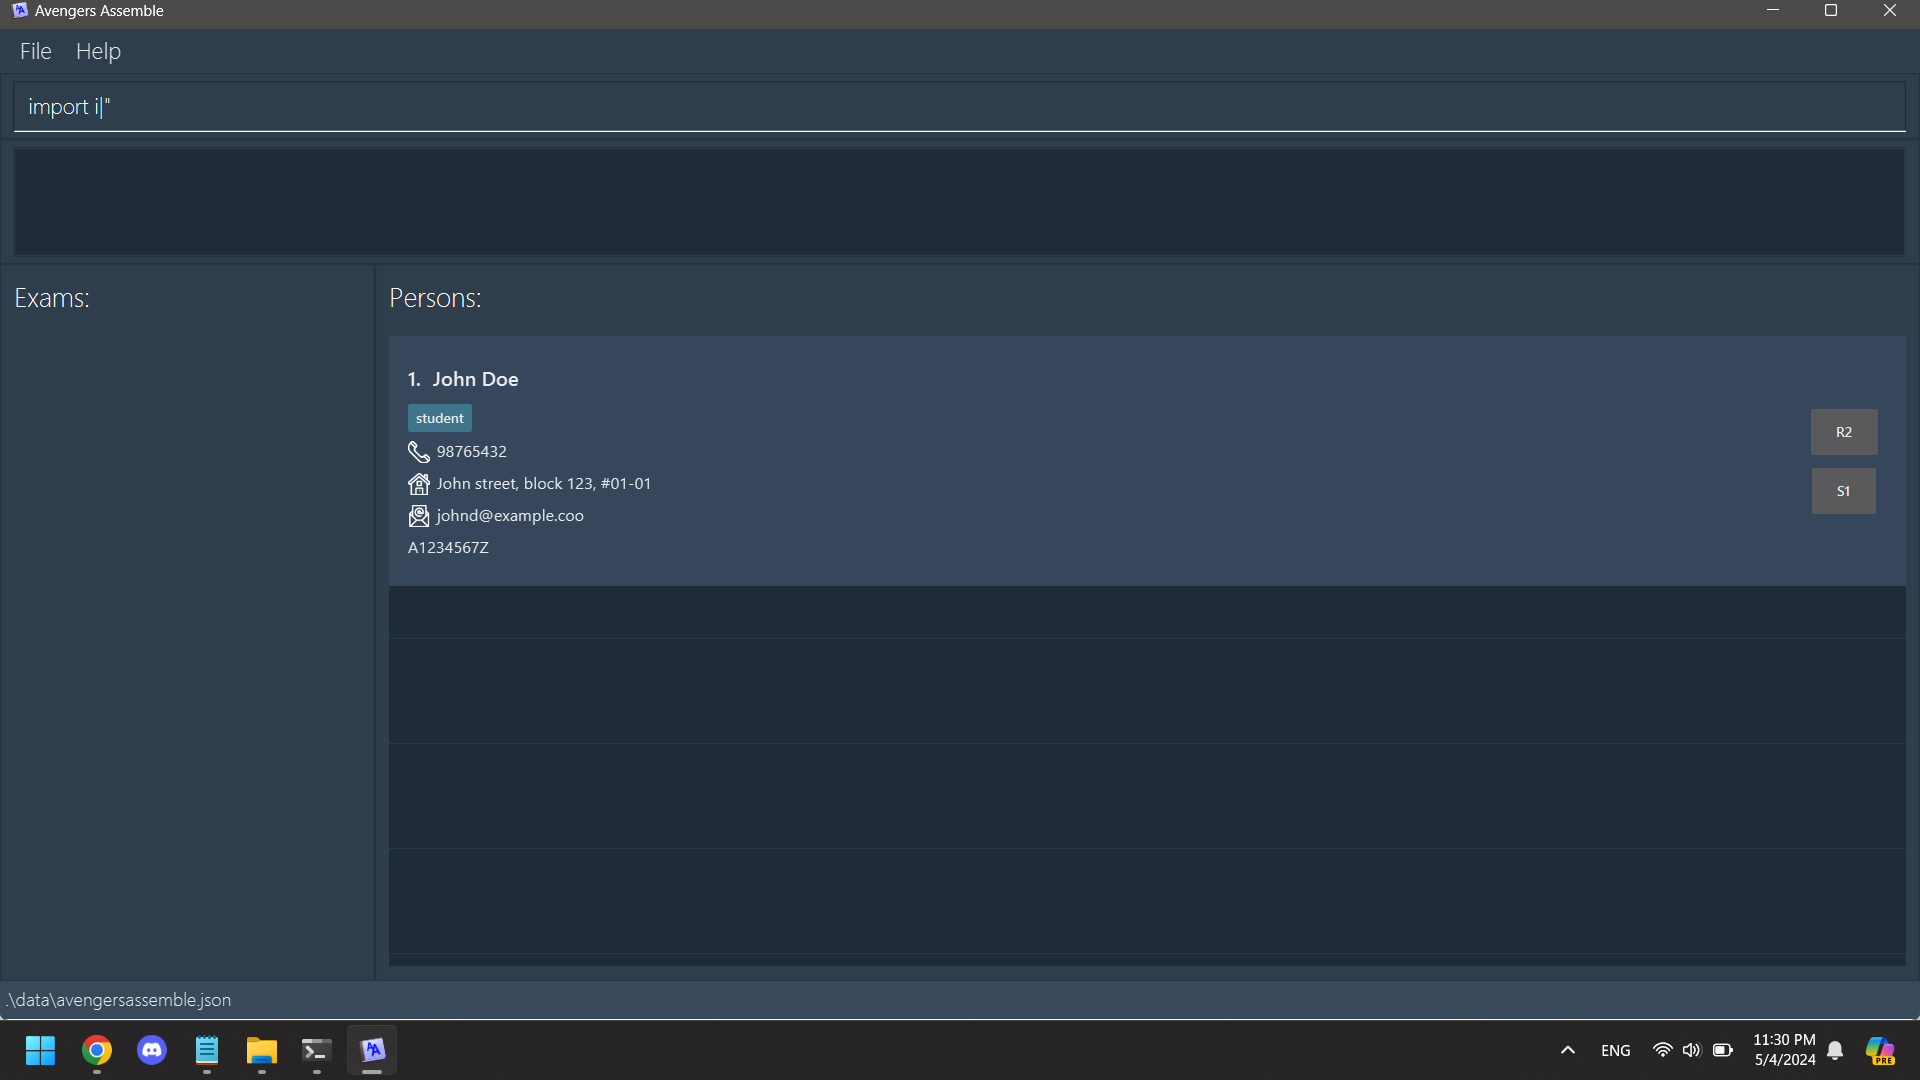 Avengers Assemble
File Help
import i|"
Exams:
Persons:
1. John Doe
student
98765432
R2
John street, block 123, #01-01
S1
johnd@example.coo
A1234567Z
.\data\avengersassemble.json
ENG
11:30 PM
5/4/2024
PRE